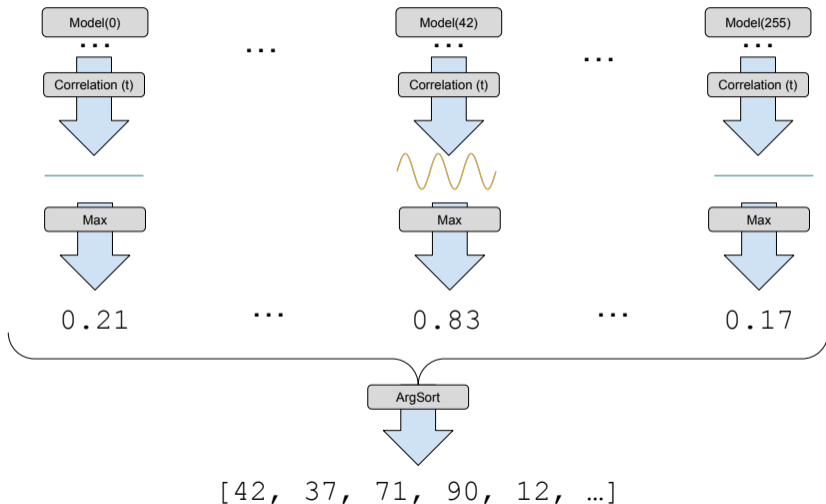 Model(0) ... Model(42) ... Model(255)
... ... ...
Correlation (t) Correlation (t) Correlation (t)
Max Max Max
0.21 ... 0.83 ... 0.17
ArgSort
[42, 37, 71, 90, 12, …]